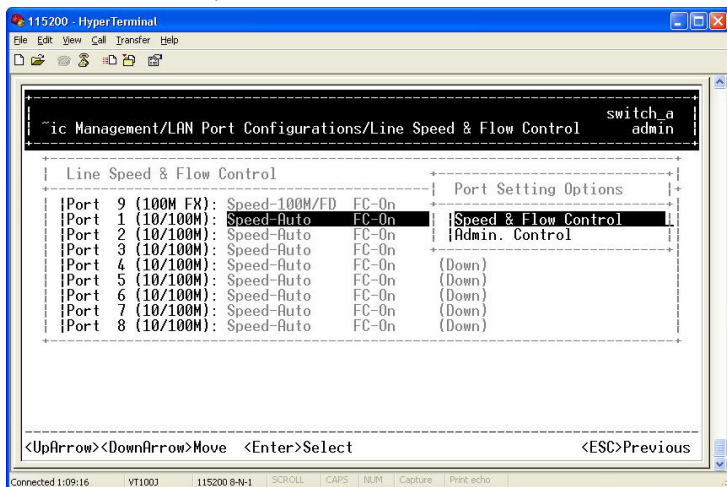 115200 - HyperTerminal
File Edit View Call Transfer Help
switch_a
~ic Management/LAN Port Configurations/Line Speed & Flow Control admin
Line Speed & Flow Control
Port Setting Options
|Port 9 (100M FX): Speed-100M/FD FC-On
|Port 1 (10/100M): Speed-Auto FC-On |Speed & Flow Control
|Port 2 (10/100M): Speed-Auto FC-On |Admin. Control
|Port 3 (10/100M): Speed-Auto FC-On
|Port 4 (10/100M): Speed-Auto FC-On (Down)
|Port 5 (10/100M): Speed-Auto FC-On (Down)
|Port 6 (10/100M): Speed-Auto FC-On (Down)
|Port 7 (10/100M): Speed-Auto FC-On (Down)
|Port 8 (10/100M): Speed-Auto FC-On (Down)
<UpArrow><DownArrow>Move <Enter>Select <ESC>Previous
Connected 1:09:16 VT100J 115200 8-N-1 SCROLL CAPS NUM Capture Print echo